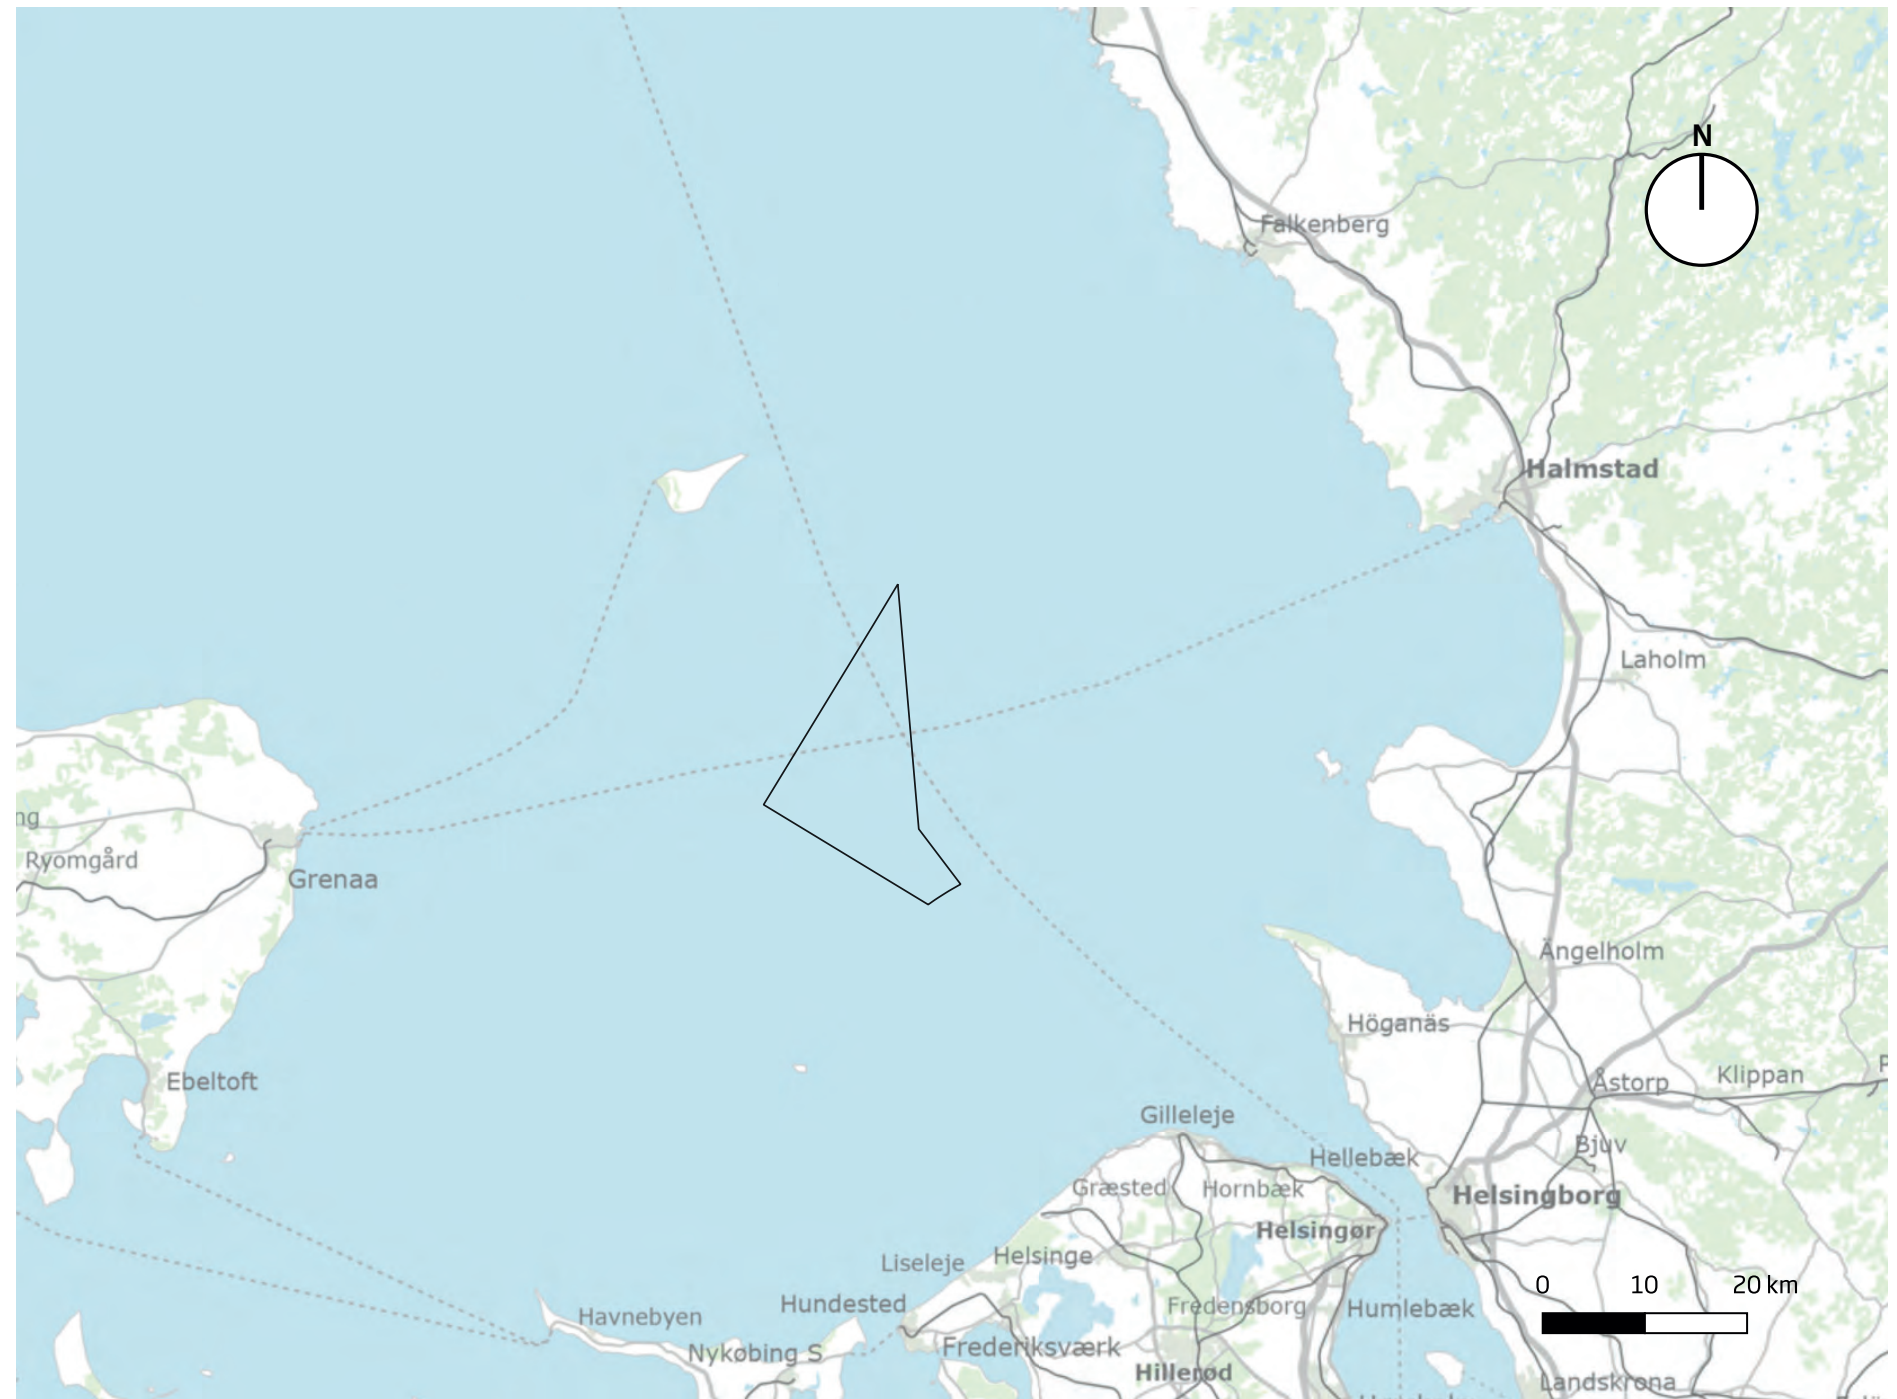 N
Falkenberg
Halmstad
Laholm
ng
Ryomgård
Grenaa
Ängelholm
Höganäs
Ebeltoft
Åstorp
Klippan
Gilleleje
Bjuv
Hellebæk
Græsted
Hornbæk
Helsingborg
Helsingør
Liseleje
Helsinge
0 10 20 km
Hundested
Fredensborg
Humlebæk
Havnebyen
Nykøbing S
Frederiksværk
Hillerød
Landskrona